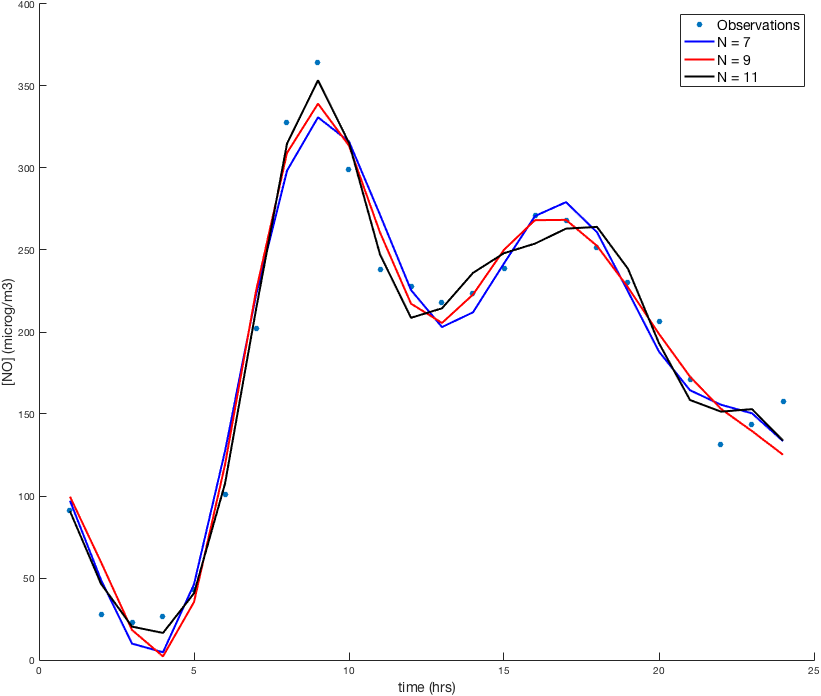 400
350
300
250
200
150
100
50
0
[NO] (microg/m3)
0 5 10 15 20 25
time (hrs)
Observations
N = 7
N = 9
N = 11